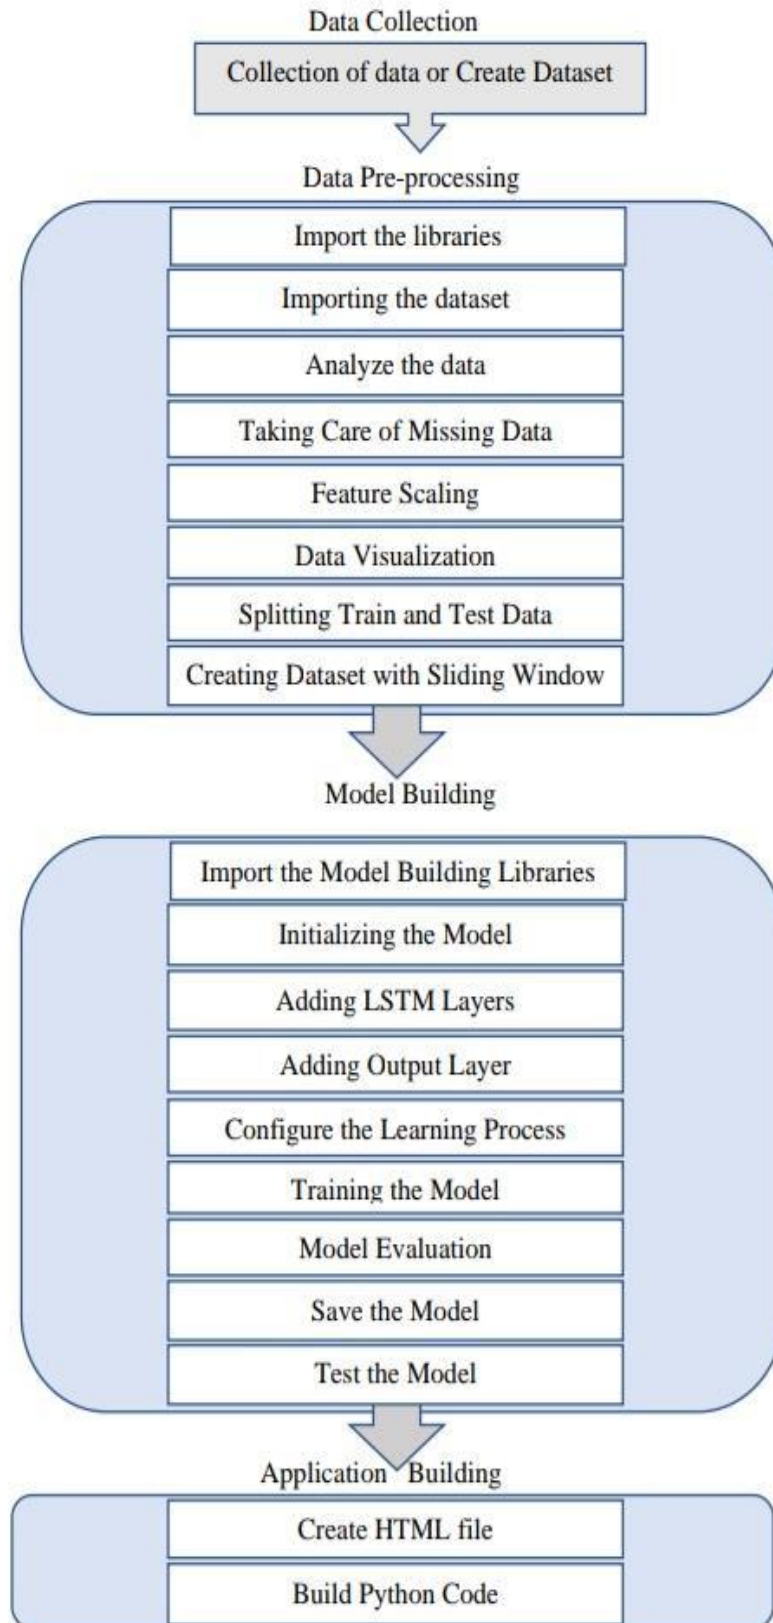 Data Collection
Collection of data or Create Dataset
Data Pre-processing
Import the libraries
Importing the dataset
Analyze the data
Taking Care of Missing Data
Feature Scaling
Data Visualization
Splitting Train and Test Data
Creating Dataset with Sliding Window
Model Building
Import the Model Building Libraries
Initializing the Model
Adding LSTM Layers
Adding Output Layer
Configure the Learning Process
Training the Model
Model Evaluation
Save the Model
Test the Model
Application Building
Create HTML file
Build Python Code